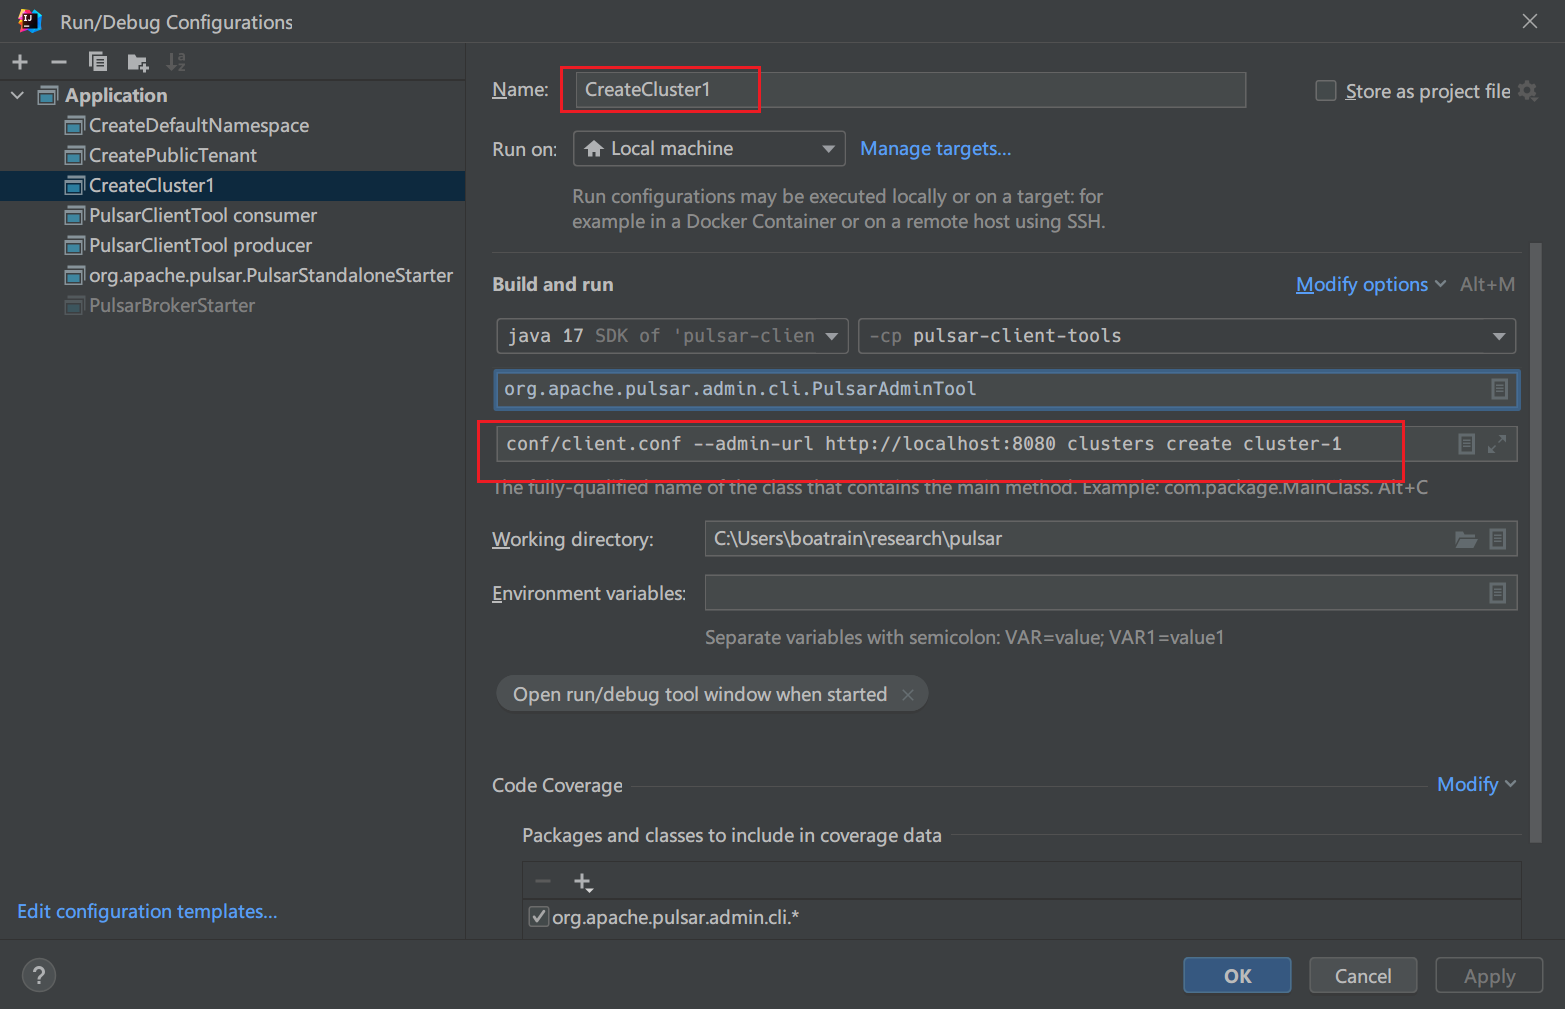 Run/Debug Configurations
Application
CreateDefaultNamespace
CreatePublicTenant
CreateCluster1
PulsarClientTool consumer
PulsarClientTool producer
org.apache.pulsar.PulsarStandaloneStarter
PulsarBrokerStarter
Edit configuration templates...
Name: CreateCluster1
Store as project file
Run on: Local machine
Manage targets...
Run configurations may be executed locally or on a target: for
example in a Docker Container or on a remote host using SSH.
Build and run
Modify options Alt+M
java 17 SDK of 'pulsar-clien
-cp pulsar-client-tools
org.apache.pulsar.admin.cli.PulsarAdminTool
conf/client.conf --admin-url http://localhost:8080 clusters create cluster-1
The fully-qualified name of the class that contains the main method. Example: com.package.MainClass. Alt+C
Working directory: C:\Users\boatrain\research\pulsar
Environment variables:
Separate variables with semicolon: VAR=value; VAR1=value1
Open run/debug tool window when started
Code Coverage
Modify
Packages and classes to include in coverage data
org.apache.pulsar.admin.cli.*
?
OK
Cancel
Apply